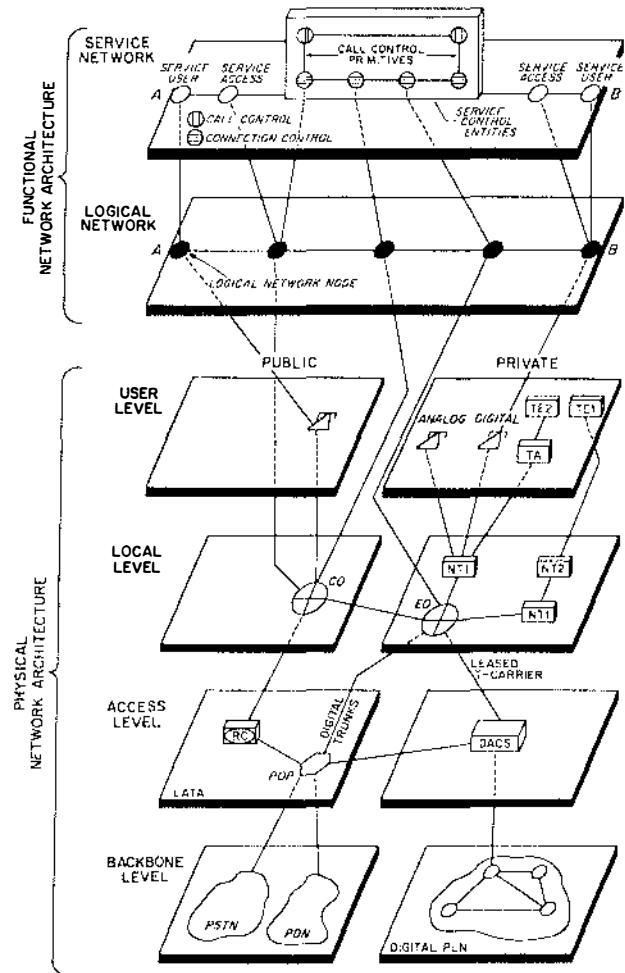 SERVICE
NETWORK
CALL CONTROL
PRIMITIVES
SERVICE
USER
SERVICE
ACCESS
SERVICE
ACCESS
SERVICE
USER
A
B
CALL CONTROL
CONNECTION CONTROL
SERVICE
CONTROL
ENTITIES
FUNCTIONAL
NETWORK ARCHITECTURE
LOGICAL
NETWORK
A
B
LOGICAL NETWORK NODE
PUBLIC
PRIVATE
USER
LEVEL
ANALOG
DIGITAL
TE2
TE1
TA
LOCAL
LEVEL
CO
EO
NT1
NT2
NT1
PHYSICAL
NETWORK ARCHITECTURE
LEASED
T-CARRIER
ACCESS
LEVEL
DIGITAL
TRUNKS
RC
POP
DACS
LATA
BACKBONE
LEVEL
PSTN
PDN
DIGITAL PLN